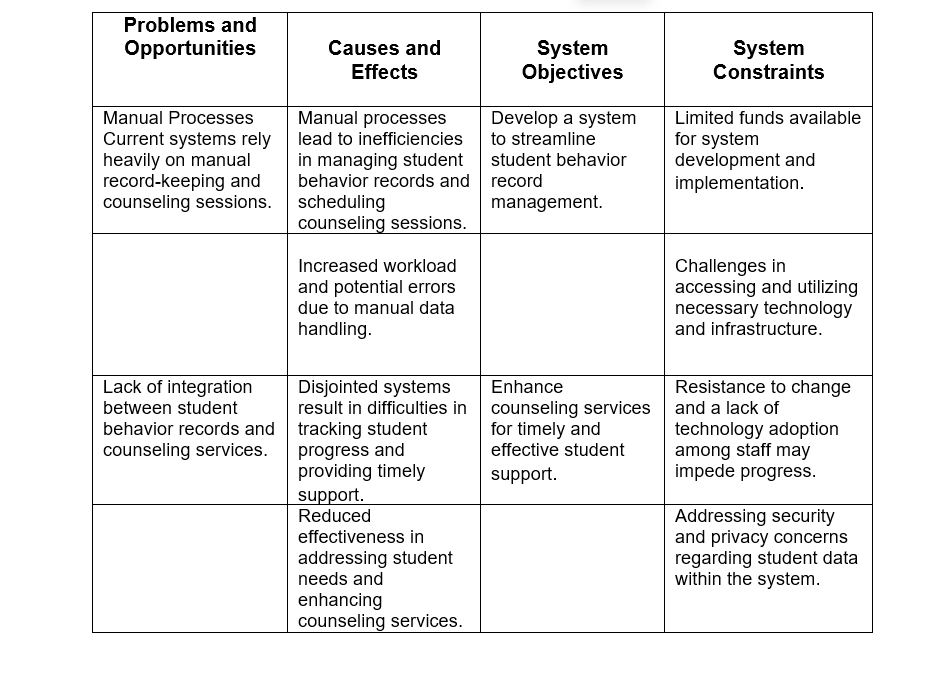 Problems and
Opportunities
Causes and
Effects
System
Objectives
System
Constraints
Manual Processes
Current systems rely
heavily on manual
record-keeping and
counseling sessions.
Manual processes
lead to inefficiencies
in managing student
behavior records and
scheduling
counseling sessions.
Develop a system
to streamline
student behavior
record
management.
Limited funds available
for system
development and
implementation.
Increased workload
and potential errors
due to manual data
handling.
Challenges in
accessing and utilizing
necessary technology
and infrastructure.
Lack of integration
between student
behavior records and
counseling services.
Disjointed systems
result in difficulties in
tracking student
progress and
providing timely
support.
Enhance
counseling services
for timely and
effective student
support.
Resistance to change
and a lack of
technology adoption
among staff may
impede progress.
Reduced
effectiveness in
addressing student
needs and
enhancing
counseling services.
Addressing security
and privacy concerns
regarding student data
within the system.